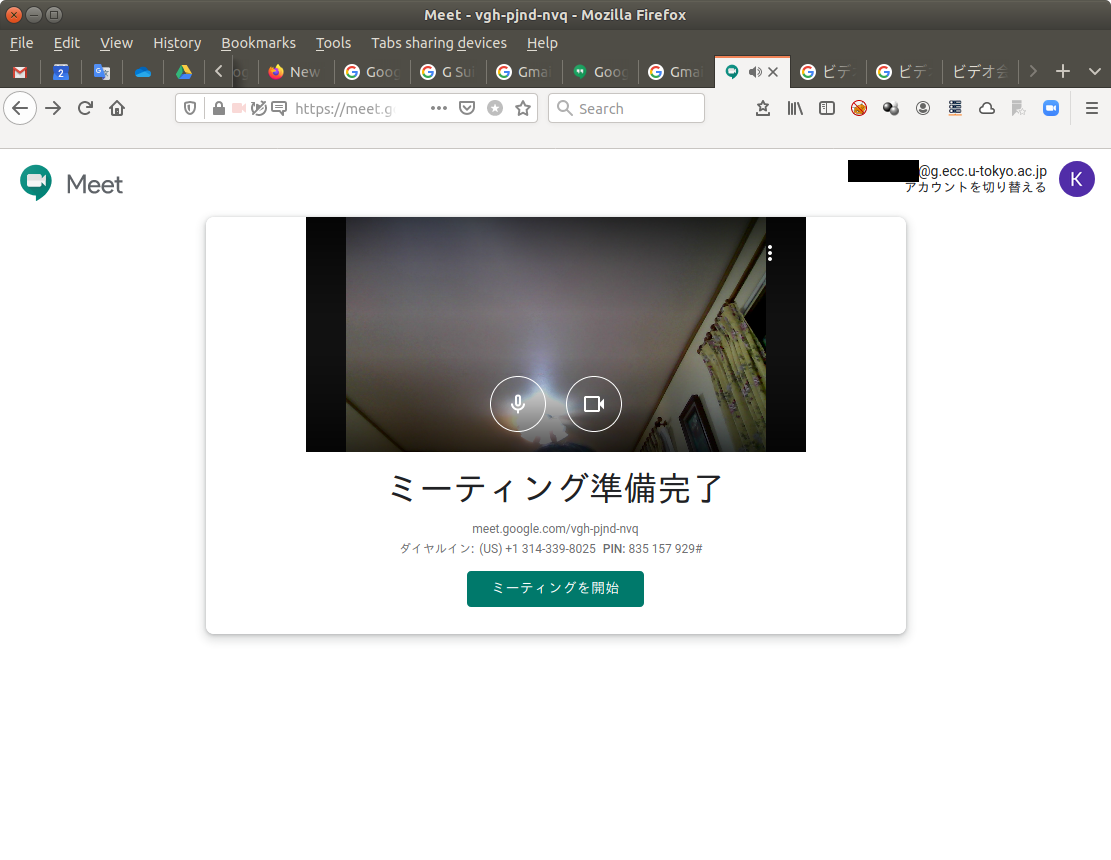 Meet - vgh-pjnd-nvq - Mozilla Firefox
File Edit View History Bookmarks Tools Tabs sharing devices Help
2 New Goog G Sui Gmai Goog Gma ビデ ビデ ビデオ会
https://meet.g Search
Meet
@g.ecc.u-tokyo.ac.jp
アカウントを切り替える
K
ミーティング準備完了
meet.google.com/vgh-pjnd-nvq
ダイヤルイン: (US) +1 314-339-8025 PIN: 835 157 929#
ミーティングを開始